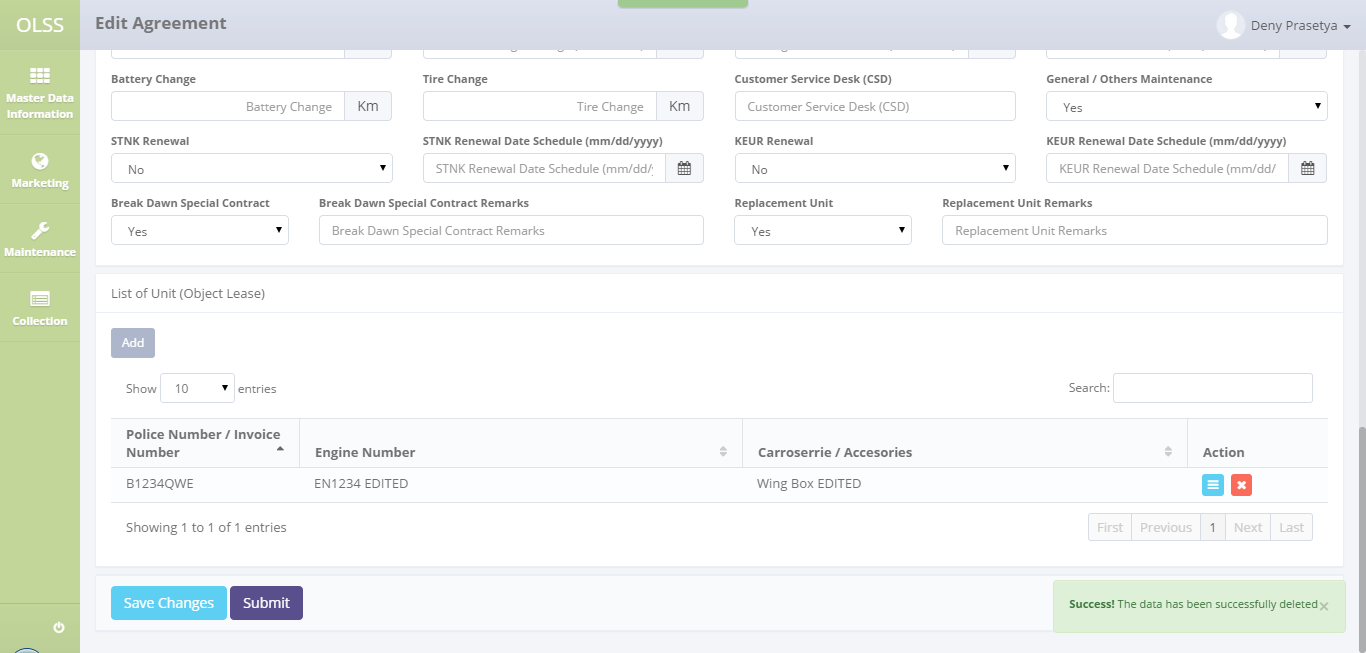 OLSS
Edit Agreement
Deny Prasetya
Master Data
Information
Marketing
Maintenance
Collection
Battery Change
Tire Change
Customer Service Desk (CSD)
General / Others Maintenance
Battery Change Km
Tire Change Km
Customer Service Desk (CSD)
Yes
STNK Renewal
STNK Renewal Date Schedule (mm/dd/yyyy)
KEUR Renewal
KEUR Renewal Date Schedule (mm/dd/yyyy)
No
STNK Renewal Date Schedule (mm/dd/
No
KEUR Renewal Date Schedule (mm/dd/
Break Dawn Special Contract
Break Dawn Special Contract Remarks
Replacement Unit
Replacement Unit Remarks
Yes
Break Dawn Special Contract Remarks
Yes
Replacement Unit Remarks
List of Unit (Object Lease)
Add
Show 10 entries
Search:
Police Number / Invoice
Number
Engine Number
Carroserrie / Accesories
Action
B1234QWE
EN1234 EDITED
Wing Box EDITED
Showing 1 to 1 of 1 entries
First Previous 1 Next Last
Save Changes
Submit
Success! The data has been successfully deleted ×